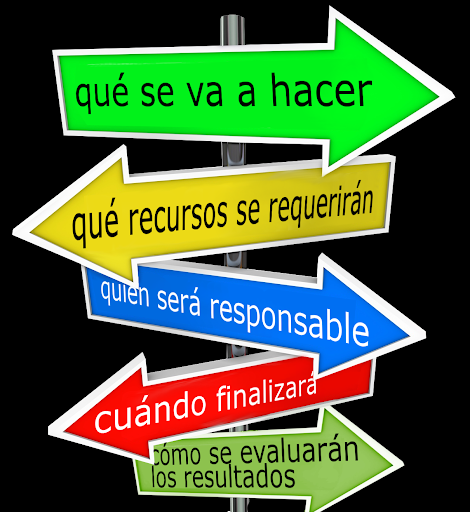 qué se va a hacer
qué recursos se requerirán
quien será responsable
cuándo finalizará
cómo se evaluarán
los resultados